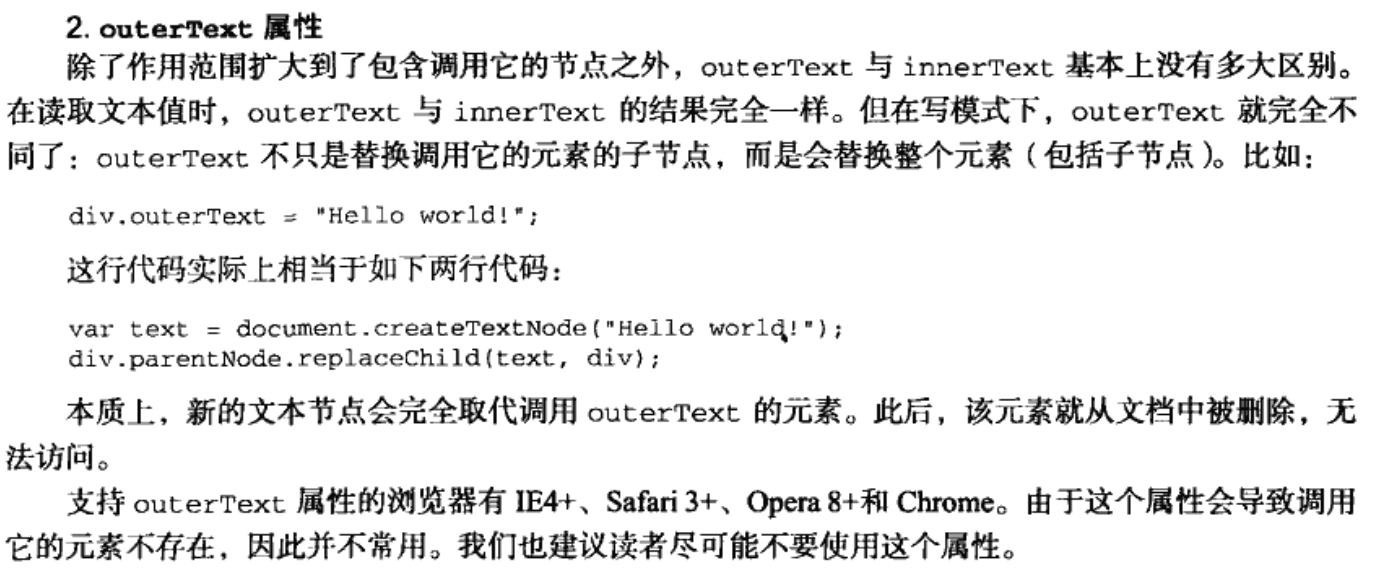 2. outerText 属性
除了作用范围扩大到了包含调用它的节点之外，outerText 与 innerText 基本上没有多大区别。
在读取文本值时，outerText 与 innerText 的结果完全一样。但在写模式下，outerText 就完全不
同了：outerText 不只是替换调用它的元素的子节点，而是会替换整个元素（包括子节点）。比如：
div.outerText = "Hello world!";
这行代码实际上相当于如下两行代码：
var text = document.createTextNode("Hello world!");
div.parentNode.replaceChild(text, div);
本质上，新的文本节点会完全取代调用 outerText 的元素。此后，该元素就从文档中被删除，无
法访问。
支持 outerText 属性的浏览器有 IE4+、Safari 3+、Opera 8+和 Chrome。由于这个属性会导致调用
它的元素不存在，因此并不常用。我们也建议读者尽可能不要使用这个属性。